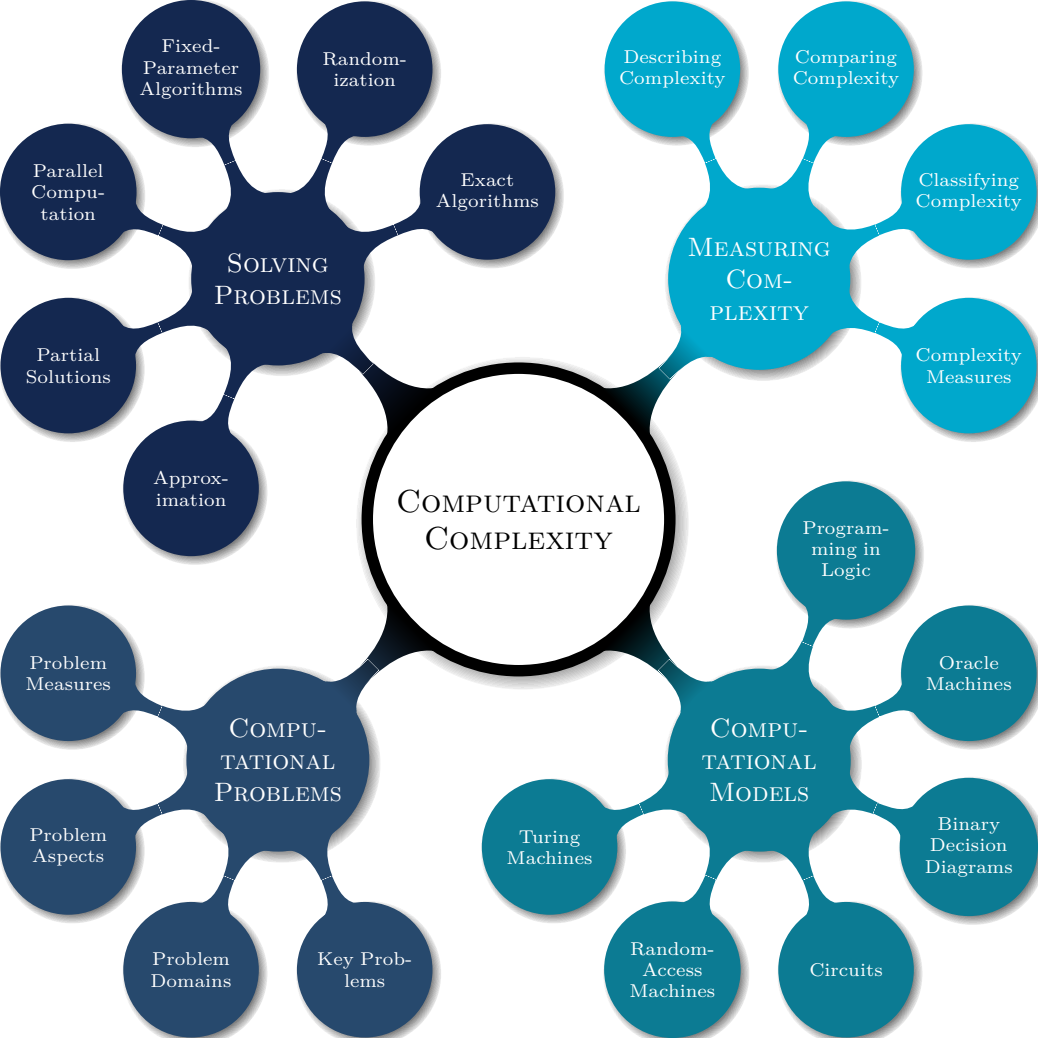 Computational
Complexity
Solving
Problems
Fixed-
Parameter
Algorithms
Random-
ization
Exact
Algorithms
Parallel
Compu-
tation
Partial
Solutions
Approx-
imation
Measuring
Com-
plexity
Describing
Complexity
Comparing
Complexity
Classifying
Complexity
Complexity
Measures
Compu-
tational
Problems
Problem
Measures
Problem
Aspects
Problem
Domains
Key Prob-
lems
Compu-
tational
Models
Program-
ming in
Logic
Oracle
Machines
Binary
Decision
Diagrams
Circuits
Random-
Access
Machines
Turing
Machines